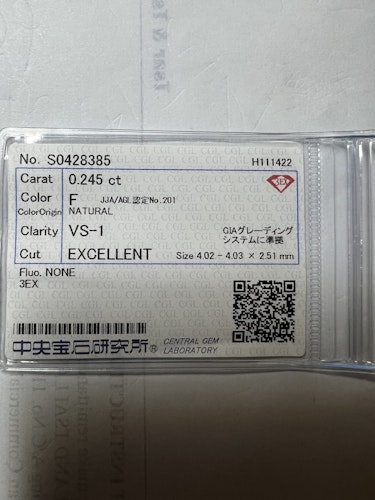 No. S0428385 H111422
Carat 0.245 ct
Color F JJA/AGL認定No.201
ColorOrigin NATURAL
Clarity VS-1 GIAグレーディング
システムに準拠
Cut EXCELLENT Size 4.02 - 4.03 × 2.51 mm
Fluo. NONE
3EX
中央宝石研究所® CENTRAL GEM
LABORATORY